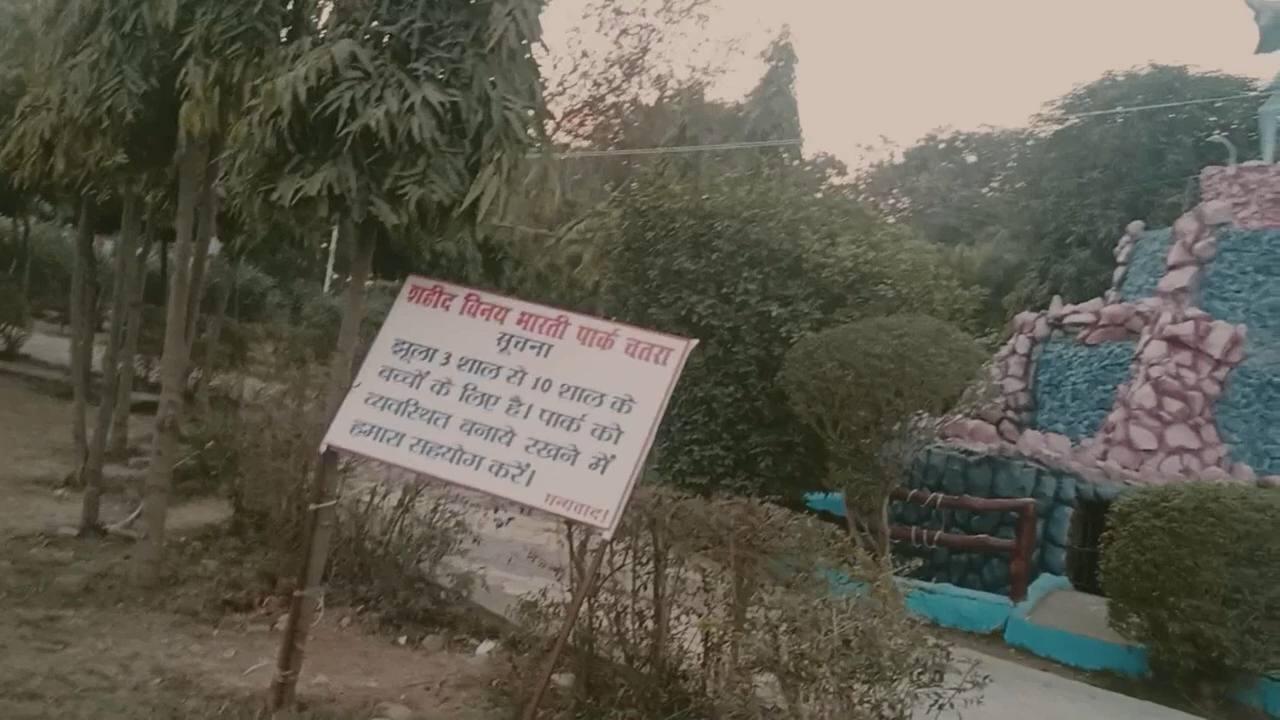 शहीद विनय भारती पार्क चतरा
सूचना
झूला 3 शाल से 10 शाल के
बच्चों के लिए है। पार्क को
व्यवस्थित बनाये रखने में
हमारा सहयोग करें।
धन्यवाद!